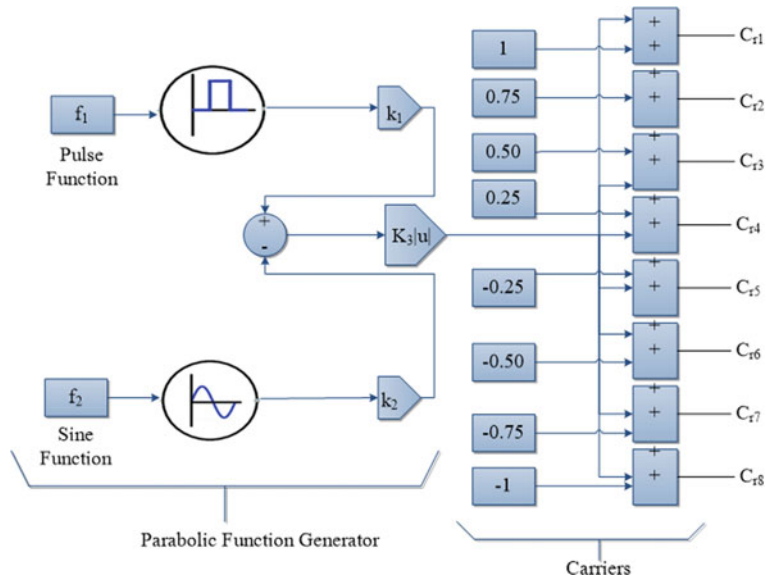 f1
Pulse
Function
k1
+
-
K3|u|
f2
Sine
Function
k2
Parabolic Function Generator
1
0.75
0.50
0.25
-0.25
-0.50
-0.75
-1
+
+
Cr1
+
+
Cr2
+
+
Cr3
+
+
Cr4
+
+
Cr5
+
+
Cr6
+
+
Cr7
+
+
Cr8
Carriers